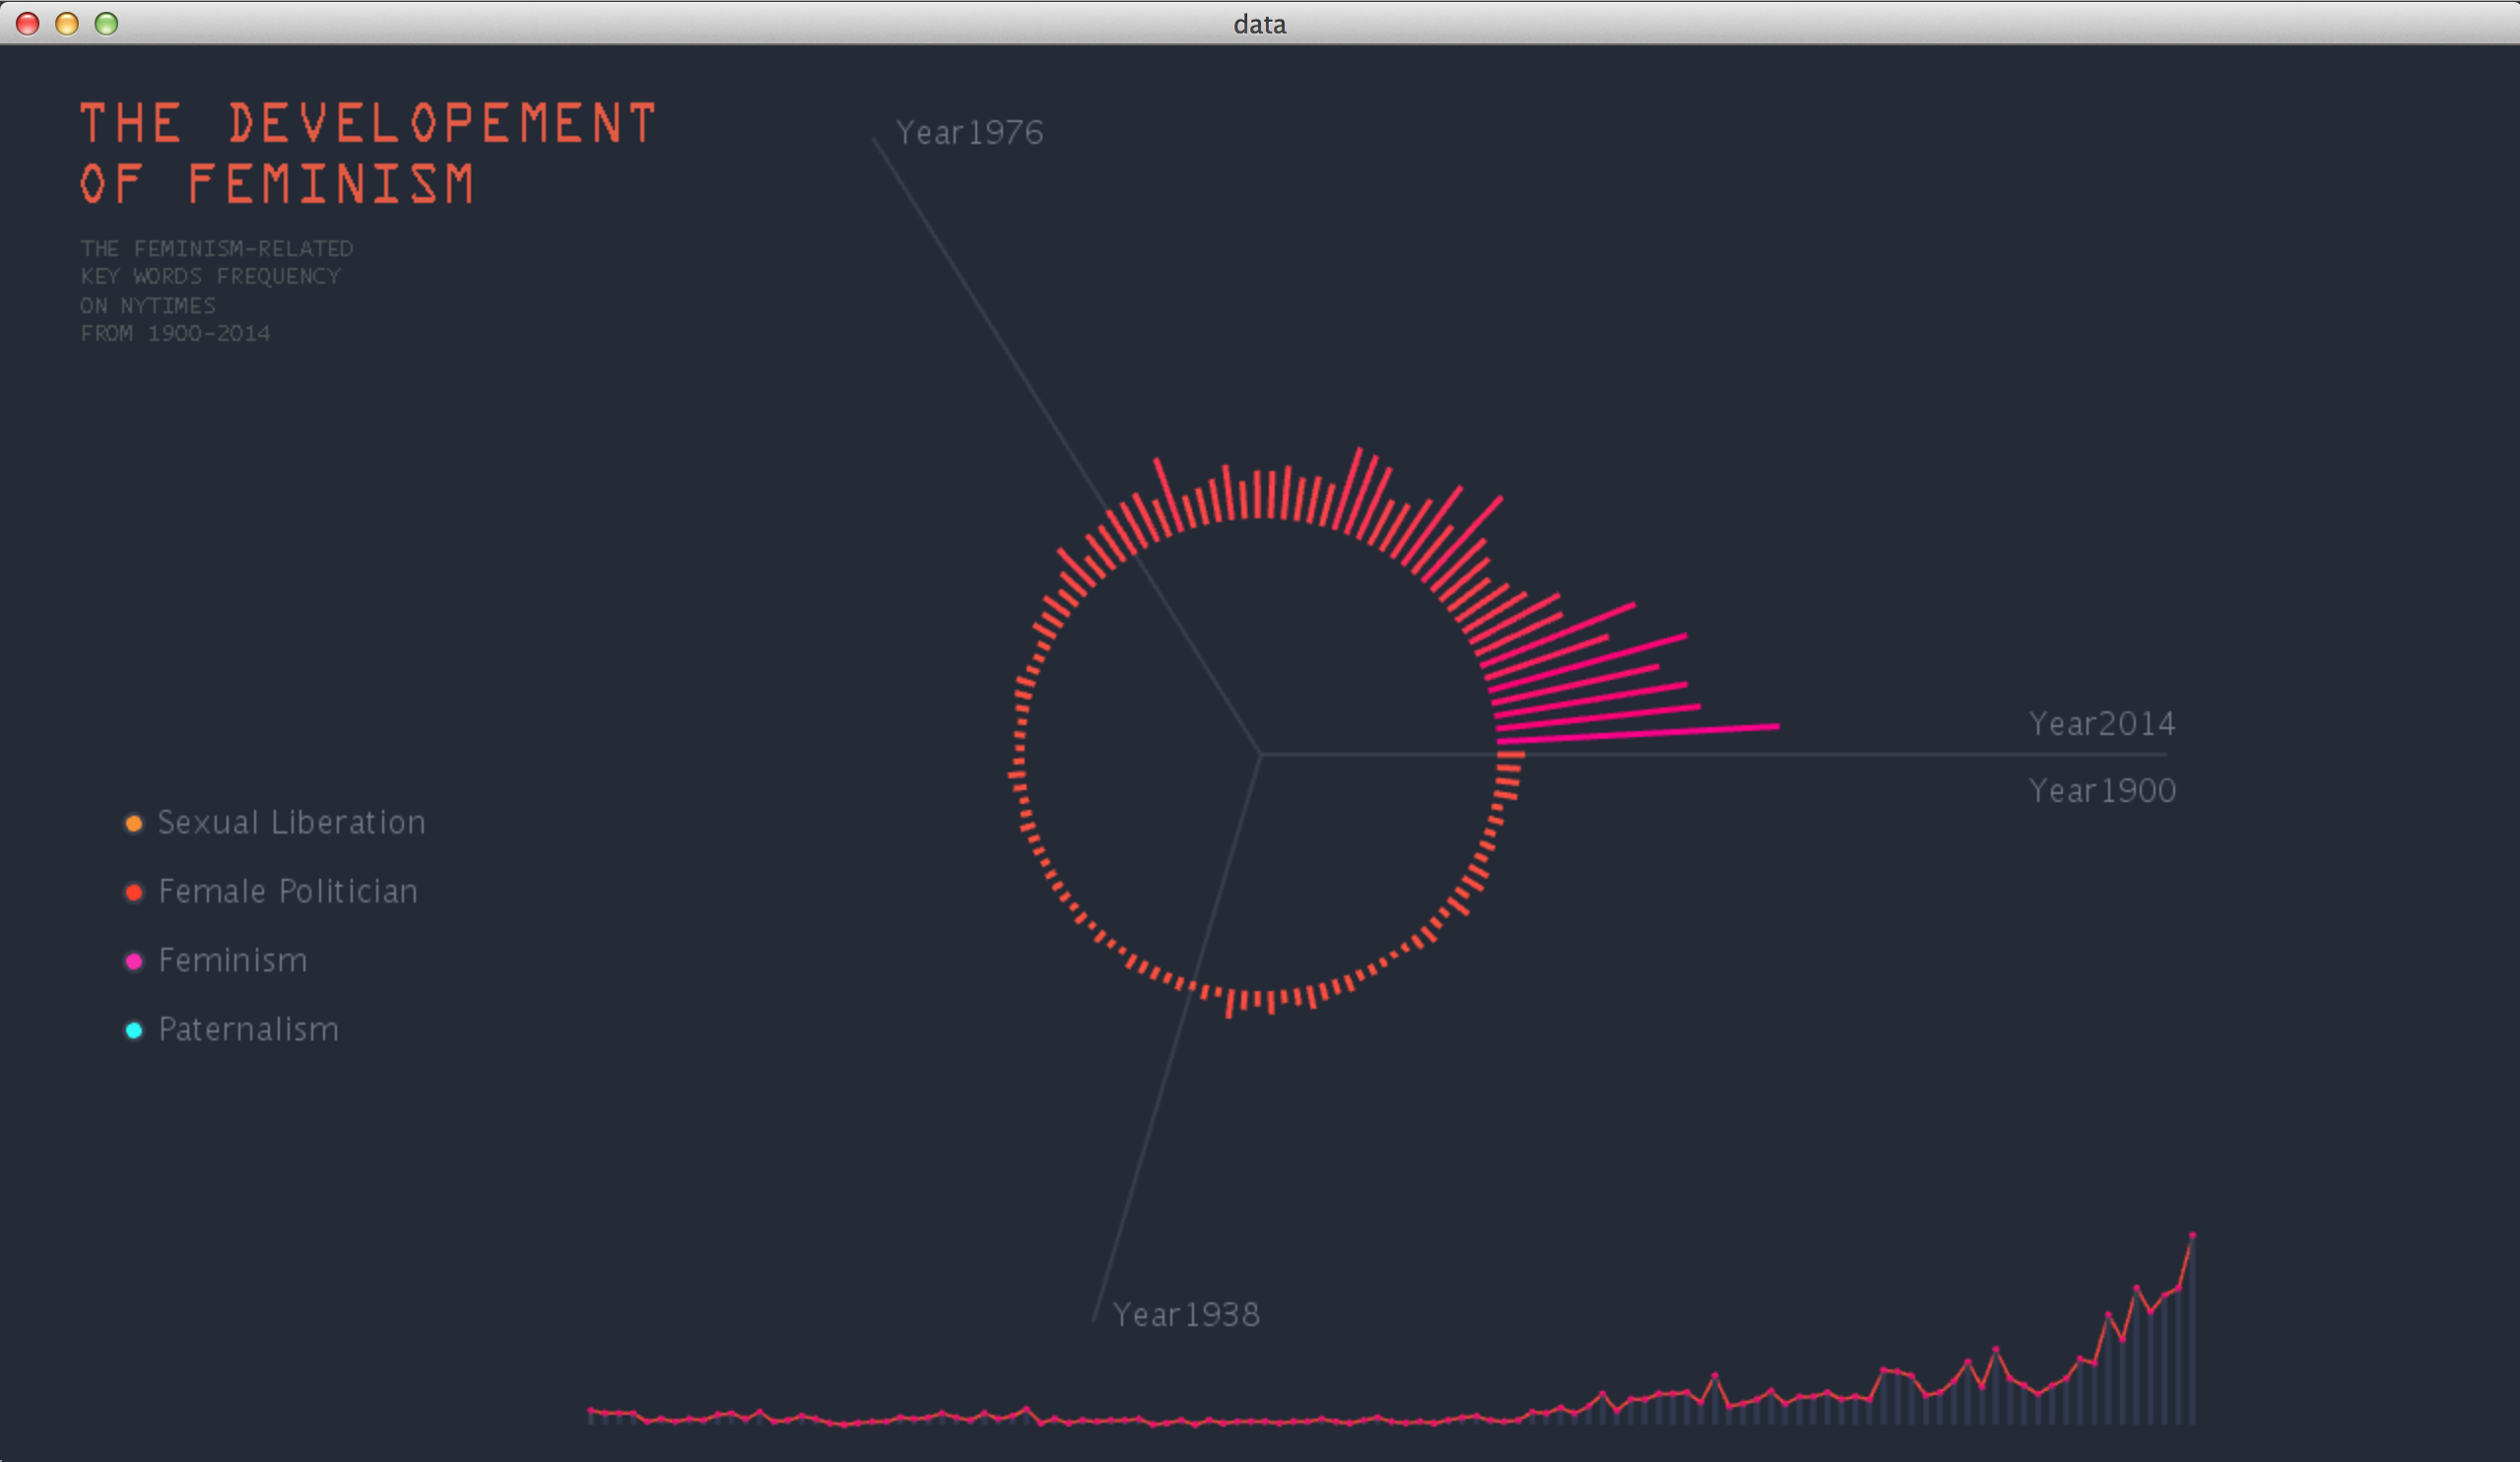 data
THE DEVELOPEMENT
OF FEMINISM
THE FEMINISM-RELATED
KEY WORDS FREQUENCY
ON NYTIMES
FROM 1900-2014
Year1976
Year2014
Year1900
Sexual Liberation
Female Politician
Feminism
Paternalism
Year1938